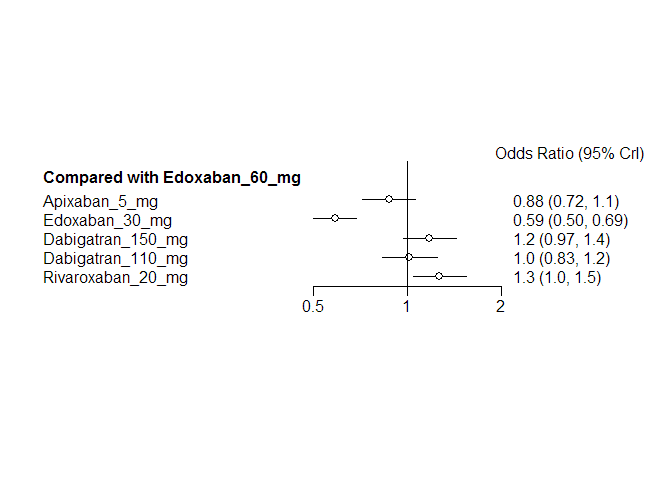 Odds Ratio (95% Crl)
Compared with Edoxaban_60_mg
Apixaban_5_mg 0.88 (0.72, 1.1)
Edoxaban_30_mg 0.59 (0.50, 0.69)
Dabigatran_150_mg 1.2 (0.97, 1.4)
Dabigatran_110_mg 1.0 (0.83, 1.2)
Rivaroxaban_20_mg 1.3 (1.0, 1.5)
0.5 1 2